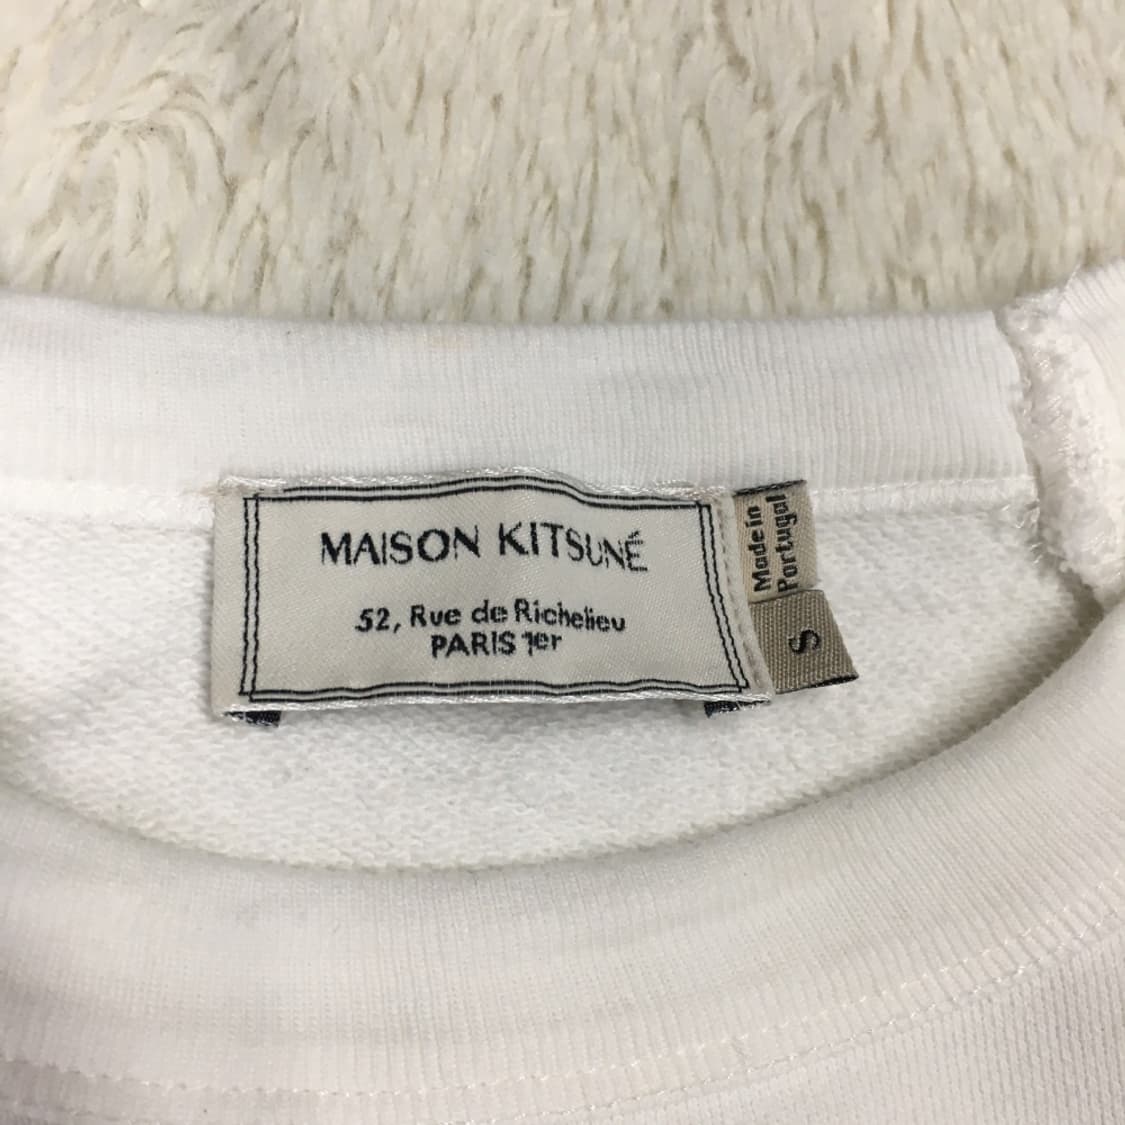 MAISON KITSUNÉ
52, Rue de Richelieu
PARIS 1er
Made in
Portugal
S